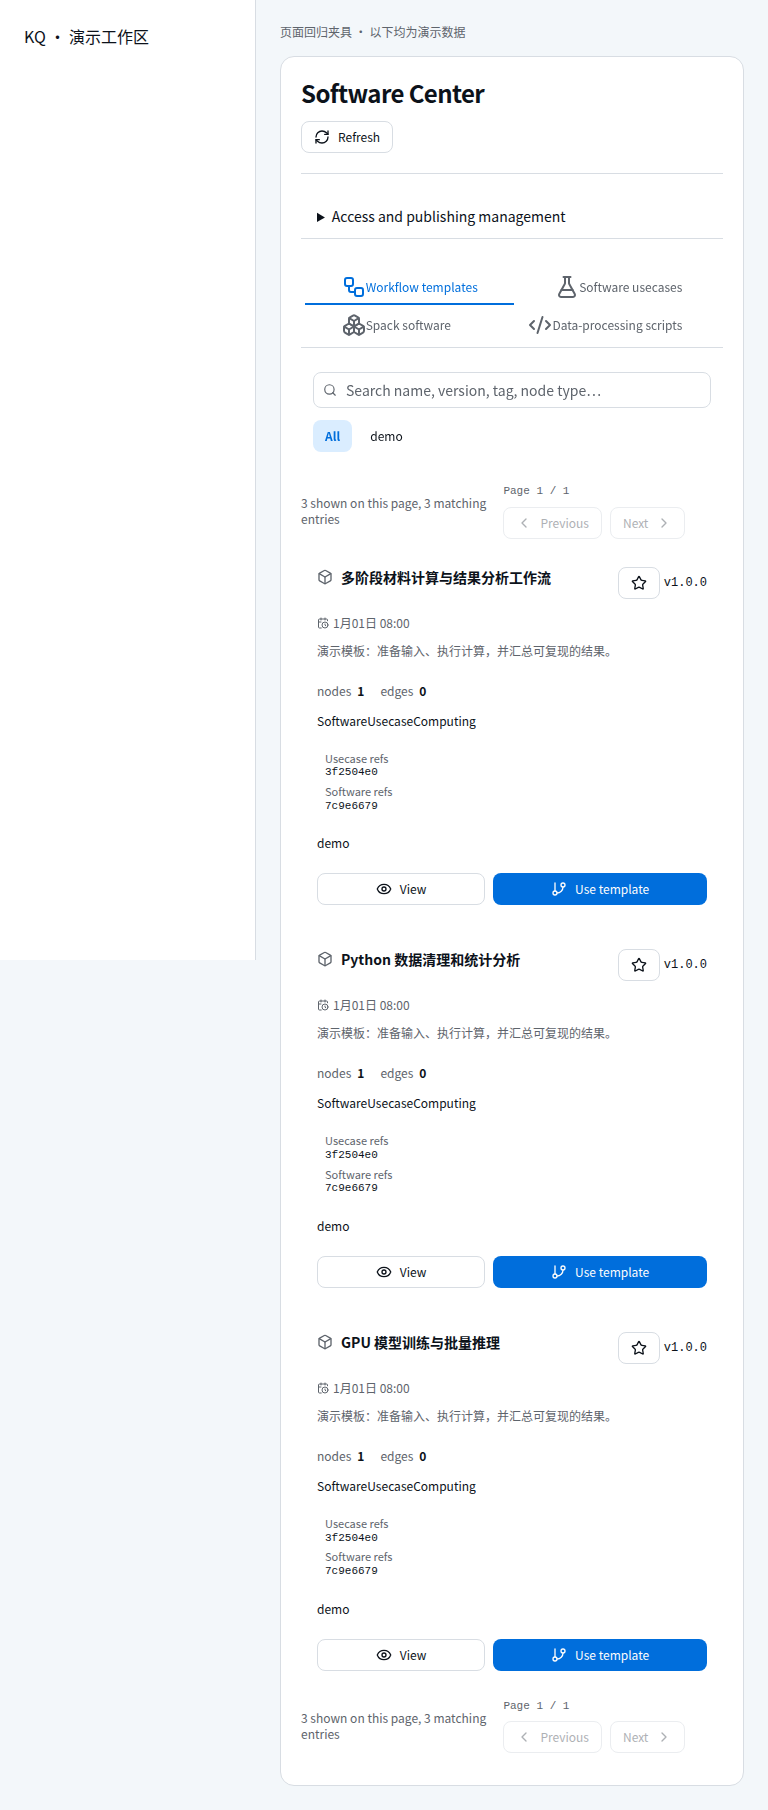 KQ · 演示工作区
页面回归夹具 · 以下均为演示数据
Software Center
Refresh
Access and publishing management
Workflow templates
Software usecases
Spack software
Data-processing scripts
Search name, version, tag, node type…
All
demo
3 shown on this page, 3 matching
entries
Page 1 / 1
Previous
Next
多阶段材料计算与结果分析工作流
v1.0.0
1月01日 08:00
演示模板：准备输入、执行计算，并汇总可复现的结果。
nodes 1 edges 0
SoftwareUsecaseComputing
Usecase refs
3f2504e0
Software refs
7c9e6679
demo
View
Use template
Python 数据清理和统计分析
v1.0.0
1月01日 08:00
演示模板：准备输入、执行计算，并汇总可复现的结果。
nodes 1 edges 0
SoftwareUsecaseComputing
Usecase refs
3f2504e0
Software refs
7c9e6679
demo
View
Use template
GPU 模型训练与批量推理
v1.0.0
1月01日 08:00
演示模板：准备输入、执行计算，并汇总可复现的结果。
nodes 1 edges 0
SoftwareUsecaseComputing
Usecase refs
3f2504e0
Software refs
7c9e6679
demo
View
Use template
3 shown on this page, 3 matching
entries
Page 1 / 1
Previous
Next